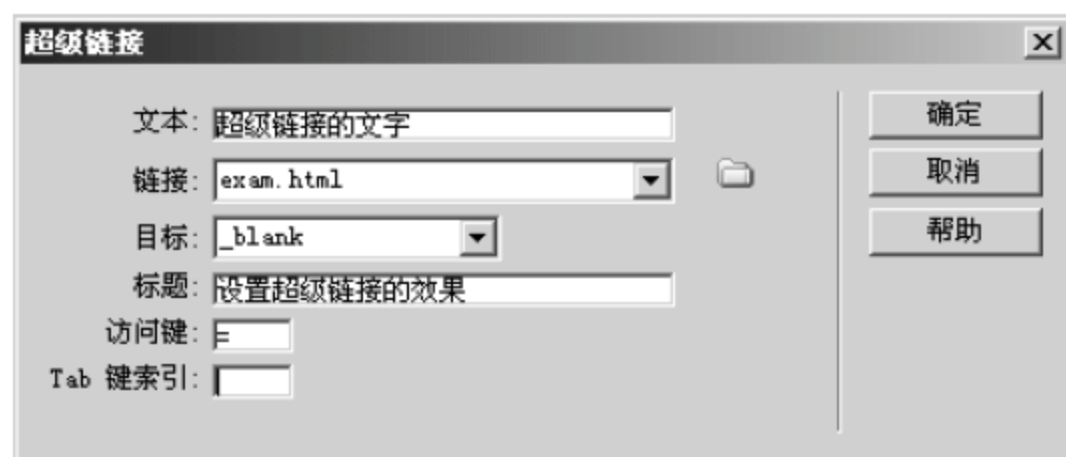 超级链接
文本: 超级链接的文字
链接: exam.html
目标: _blank
标题: 设置超级链接的效果
访问键: =
Tab 键索引:
确定
取消
帮助